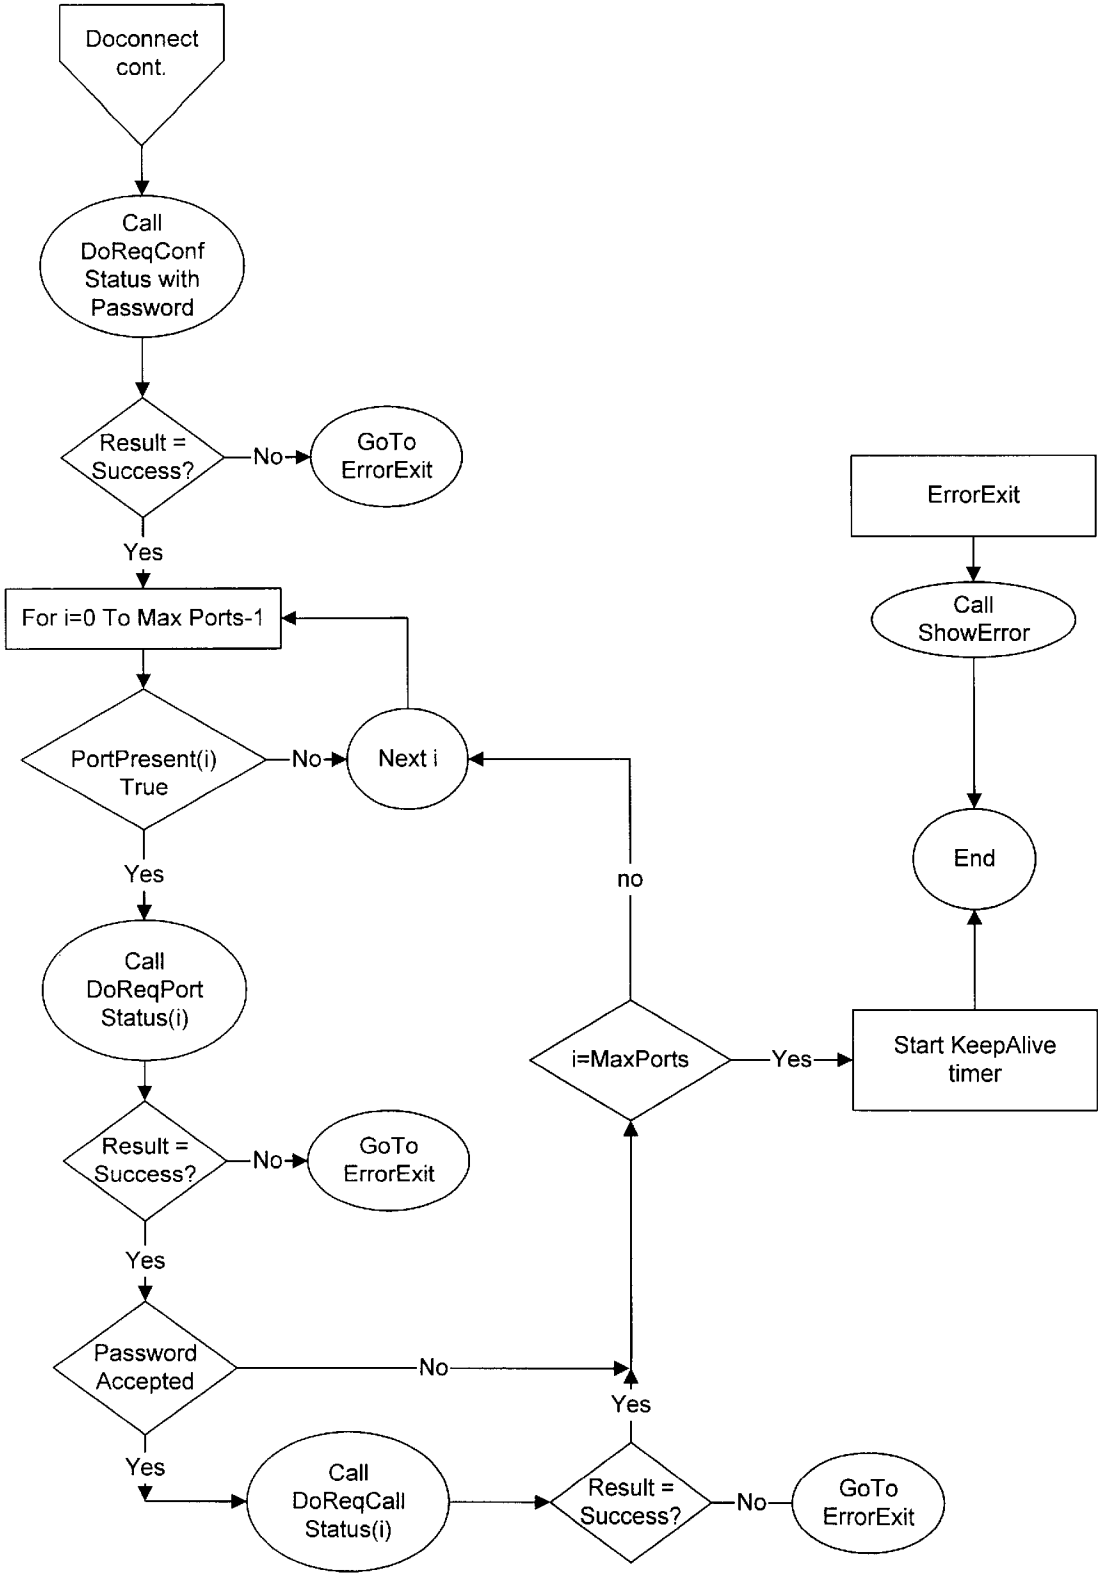 Doconnect
cont.
Call
DoReqConf
Status with
Password
Result =
Success?
No
GoTo
ErrorExit
Yes
For i=0 To Max Ports-1
PortPresent(i)
True
No
Next i
Yes
Call
DoReqPort
Status(i)
Result =
Success?
No
GoTo
ErrorExit
Yes
Password
Accepted
No
Yes
Call
DoReqCall
Status(i)
Result =
Success?
Yes
No
GoTo
ErrorExit
i=MaxPorts
no
Yes
Start KeepAlive
timer
ErrorExit
Call
ShowError
End